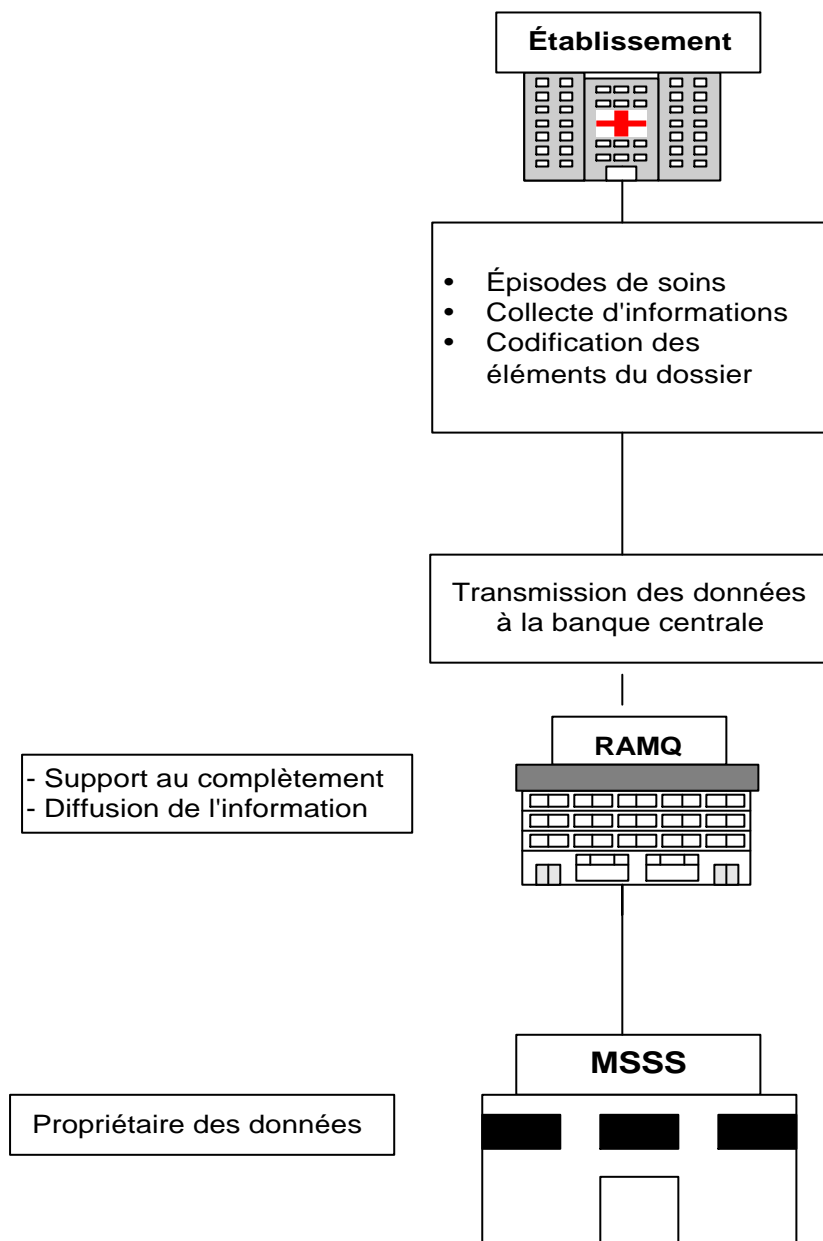 Établissement
• Épisodes de soins
• Collecte d'informations
• Codification des
éléments du dossier
Transmission des données
à la banque centrale
RAMQ
- Support au complètement
- Diffusion de l'information
MSSS
Propriétaire des données